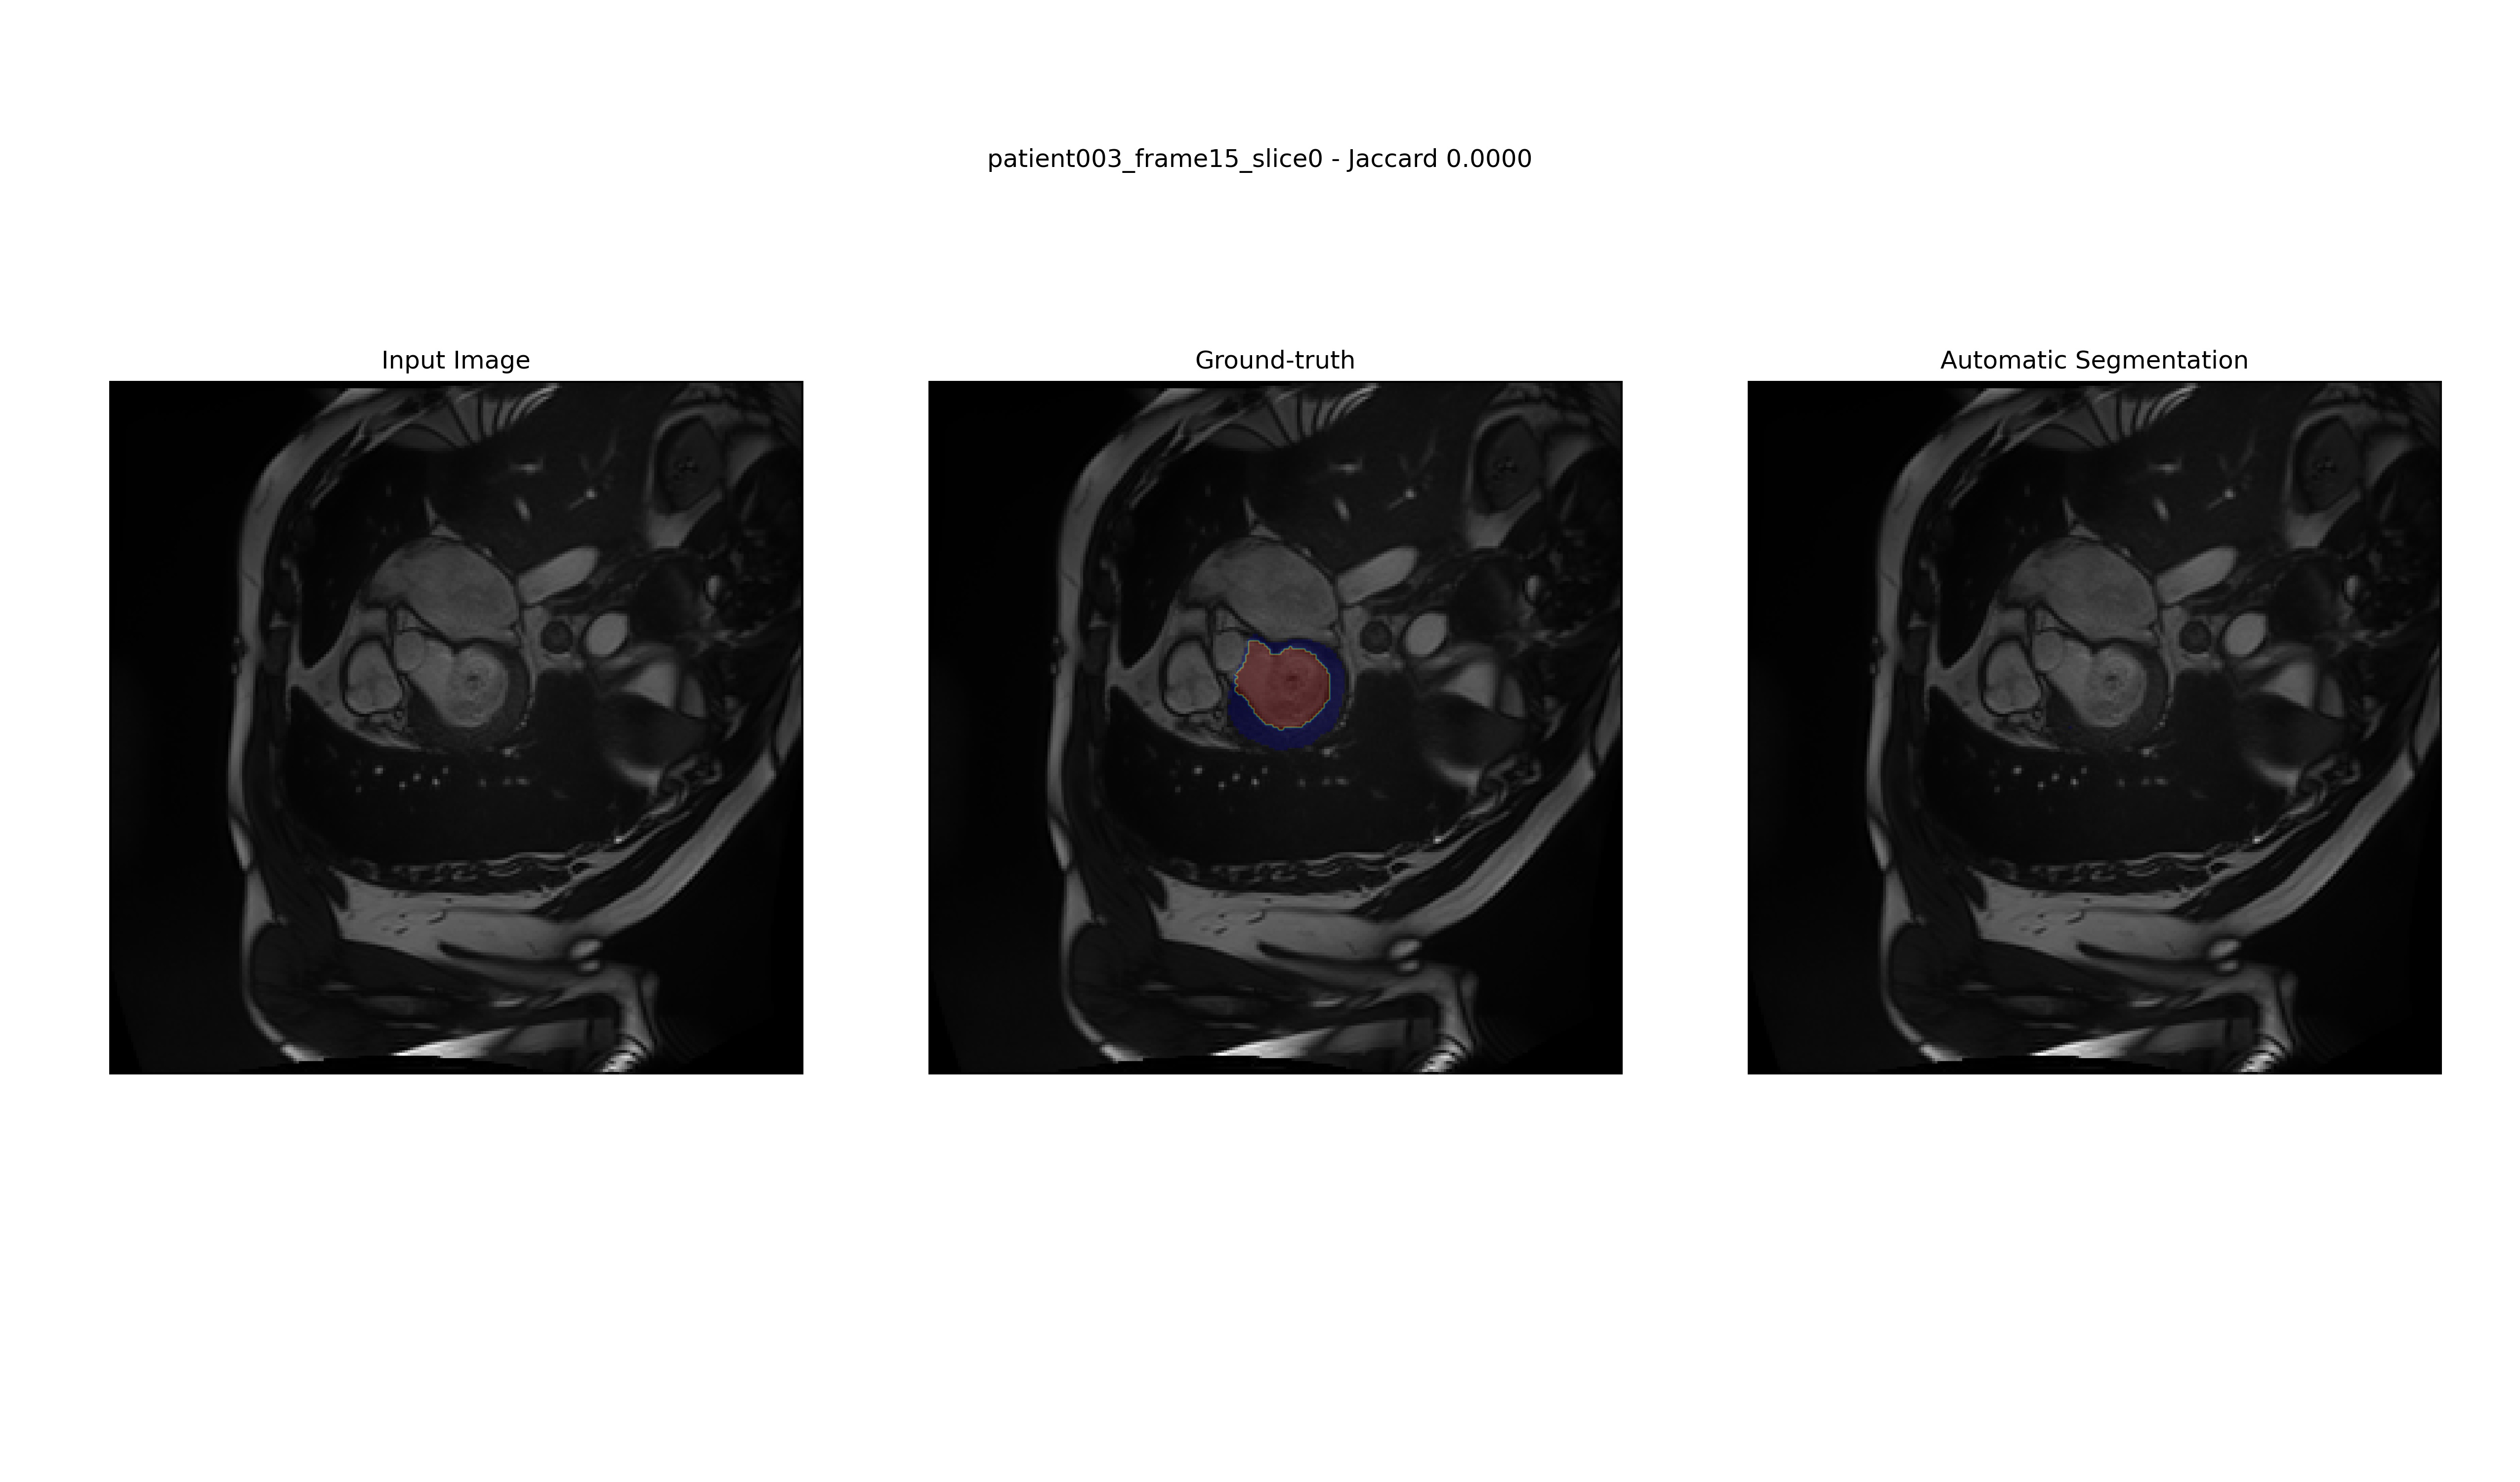 patient003_frame15_slice0 - Jaccard 0.0000
Input Image
Ground-truth
Automatic Segmentation